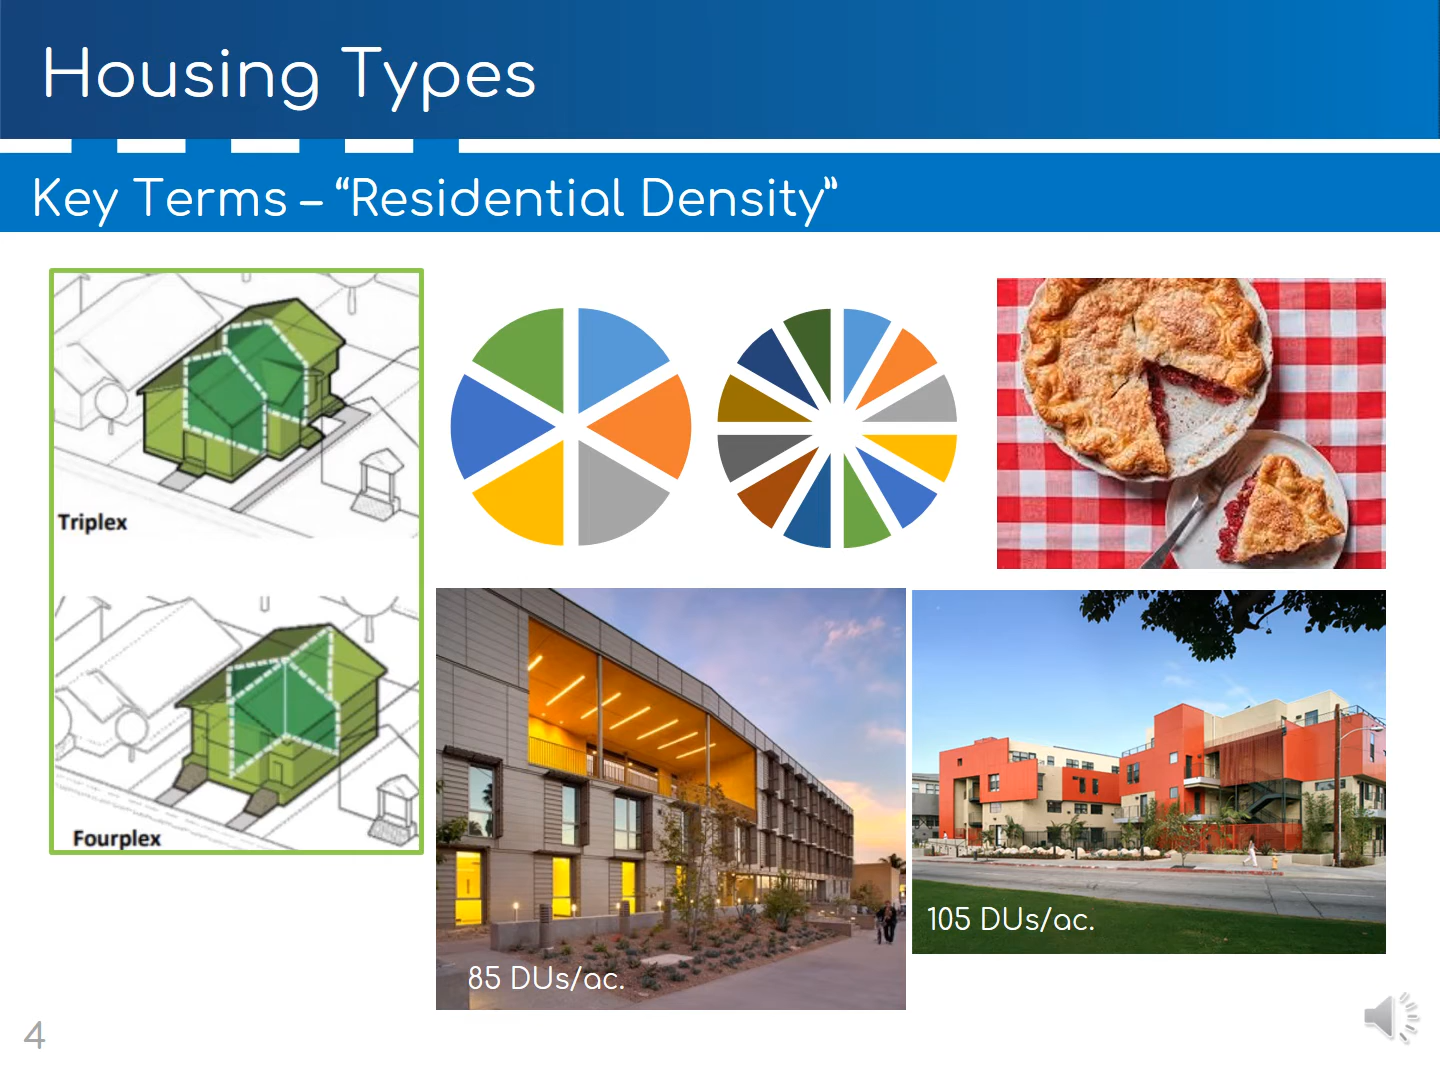 Housing Types
Key Terms – “Residential Density”
Triplex
Fourplex
85 DUs/ac.
105 DUs/ac.
4